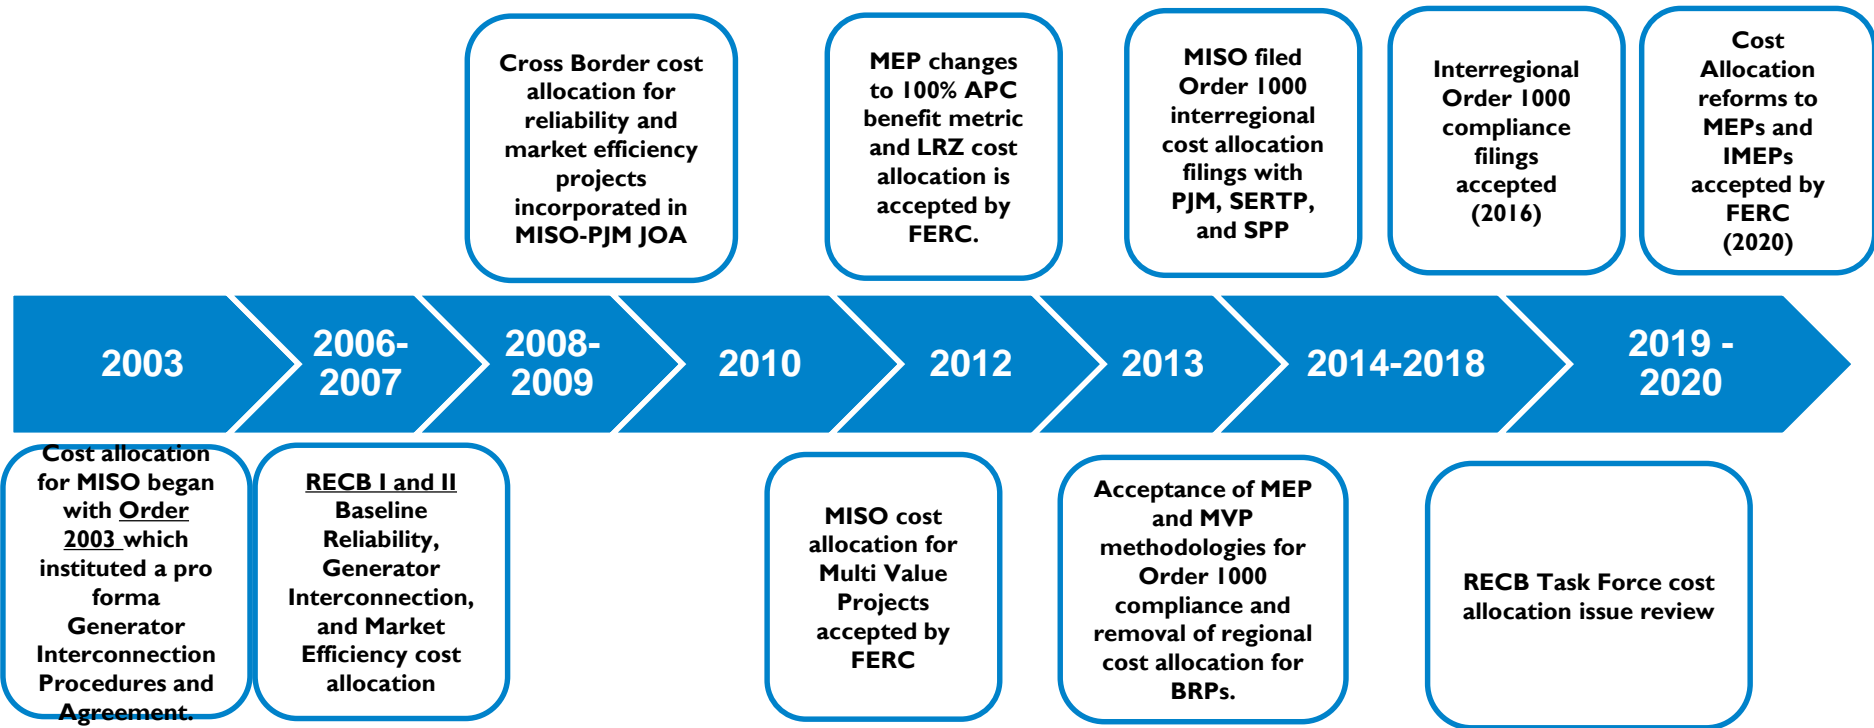 Cross Border cost
allocation for
reliability and
market efficiency
projects
incorporated in
MISO-PJM JOA
MEP changes
to 100% APC
benefit metric
and LRZ cost
allocation is
accepted by
FERC.
MISO filed
Order 1000
interregional
cost allocation
filings with
PJM, SERTP,
and SPP
Interregional
Order 1000
compliance
filings
accepted
(2016)
Cost
Allocation
reforms to
MEPs and
IMEPs
accepted by
FERC
(2020)
2003
2006-
2007
2008-
2009
2010
2012
2013
2014-2018
2019 -
2020
Cost allocation
for MISO began
with Order
2003 which
instituted a pro
forma
Generator
Interconnection
Procedures and
Agreement.
RECB I and II
Baseline
Reliability,
Generator
Interconnection,
and Market
Efficiency cost
allocation
MISO cost
allocation for
Multi Value
Projects
accepted by
FERC
Acceptance of MEP
and MVP
methodologies for
Order 1000
compliance and
removal of regional
cost allocation for
BRPs.
RECB Task Force cost
allocation issue review